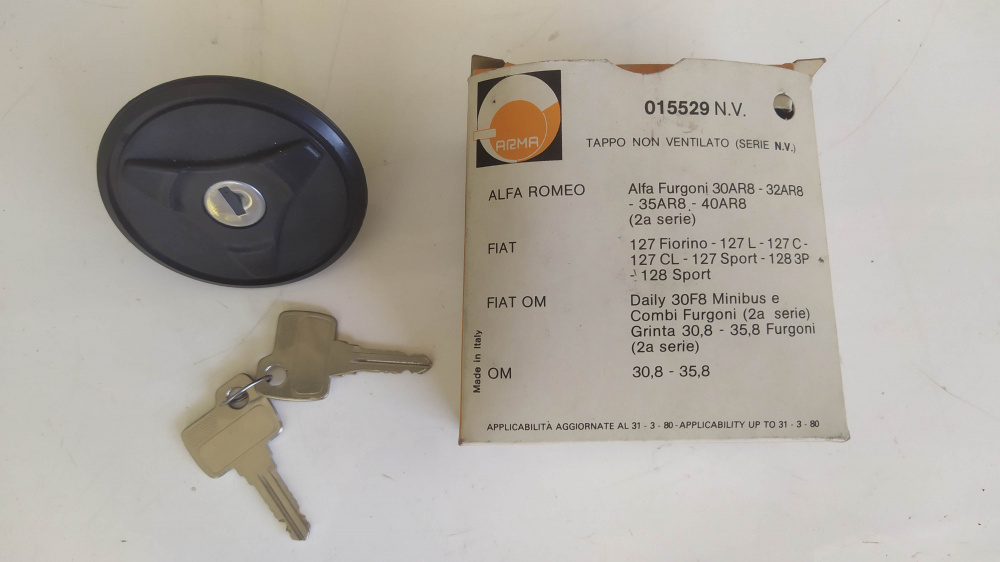 ARMA
015529 N.V.
TAPPO NON VENTILATO (SERIE N.V.)
ALFA ROMEO
Alfa Furgoni 30AR8 - 32AR8
- 35AR8 - 40AR8
(2a serie)
FIAT
127 Fiorino - 127 L - 127 C -
127 CL - 127 Sport - 128 3P
- 128 Sport
FIAT OM
Daily 30F8 Minibus e
Combi Furgoni (2a serie)
Grinta 30,8 - 35,8 Furgoni
(2a serie)
OM
30,8 - 35,8
Made in Italy
APPLICABILITÀ AGGIORNATE AL 31 - 3 - 80 - APPLICABILITY UP TO 31 - 3 - 80